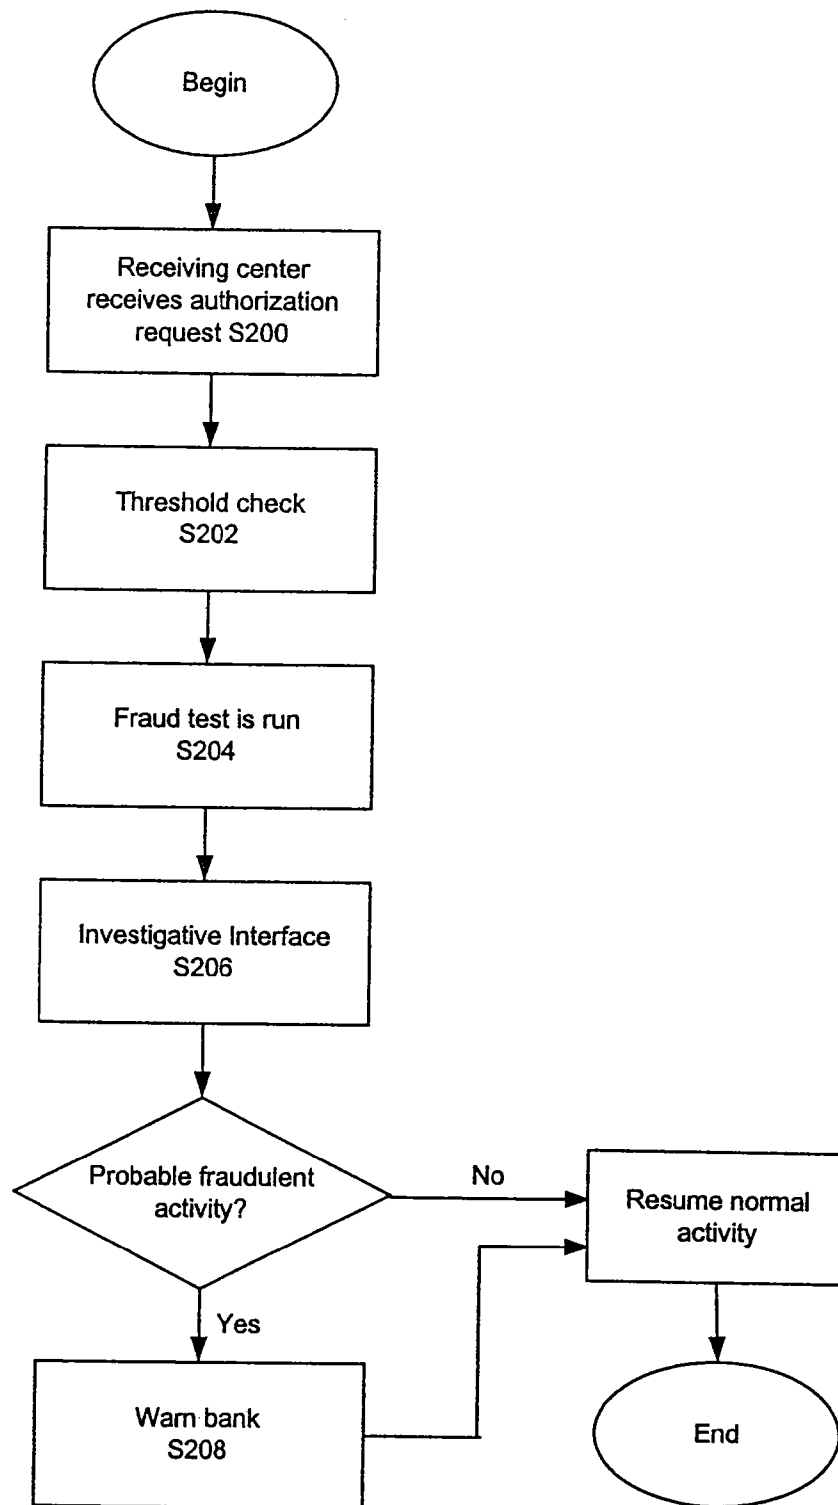 Begin
Receiving center
receives authorization
request S200
Threshold check
S202
Fraud test is run
S204
Investigative Interface
S206
Probable fraudulent
activity?
No
Resume normal
activity
Yes
Warn bank
S208
End